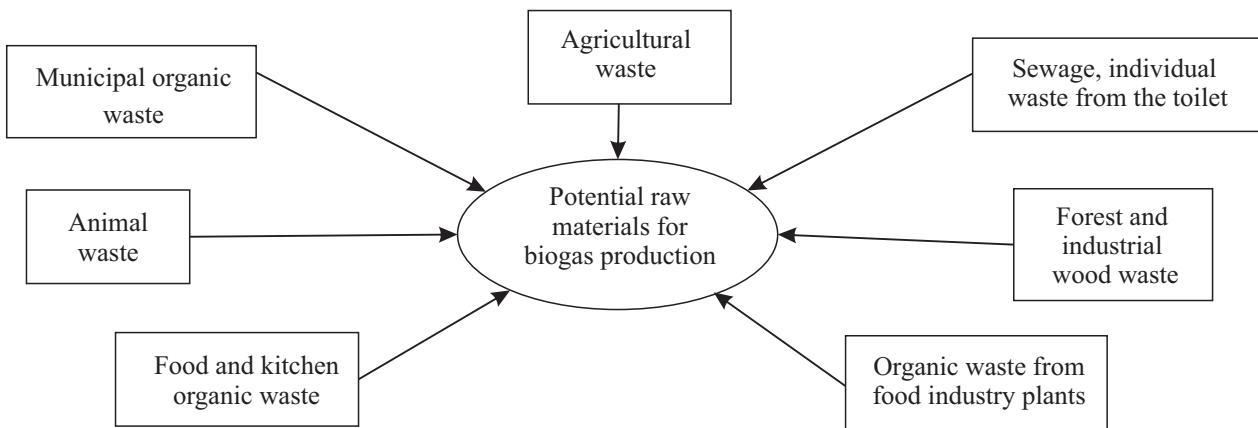 Agricultural
waste
Municipal organic
waste
Sewage, individual
waste from the toilet
Potential raw
materials for
biogas production
Animal
waste
Forest and
industrial
wood waste
Food and kitchen
organic waste
Organic waste from
food industry plants